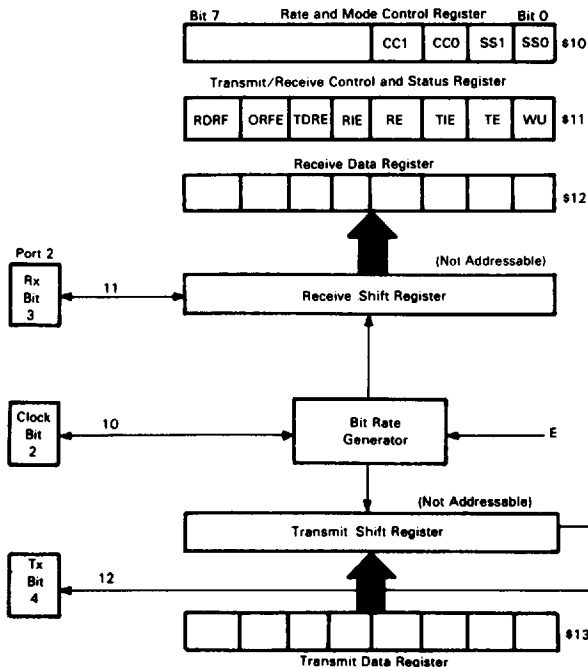 Bit 7 Rate and Mode Control Register Bit 0
CC1 CC0 SS1 SS0 $10
Transmit/Receive Control and Status Register
RDRF ORFE TDRE RIE RE TIE TE WU $11
Receive Data Register
$12
Port 2
(Not Addressable)
Rx
Bit
3
11
Receive Shift Register
Clock
Bit
2
10
Bit Rate
Generator
E
(Not Addressable)
Transmit Shift Register
Tx
Bit
4
12
$13
Transmit Data Register